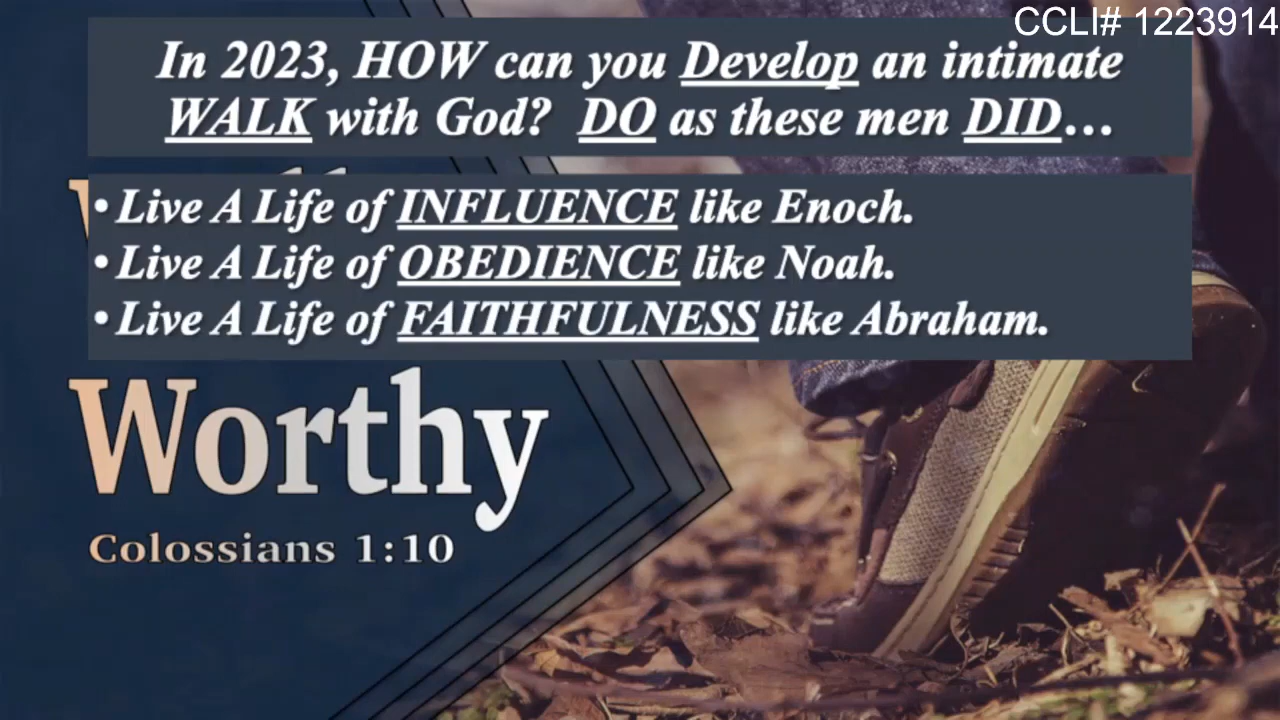 CCLI# 1223914
In 2023, HOW can you Develop an intimate
WALK with God? DO as these men DID...
• Live A Life of INFLUENCE like Enoch.
• Live A Life of OBEDIENCE like Noah.
• Live A Life of FAITHFULNESS like Abraham.
Worthy
Colossians 1:10